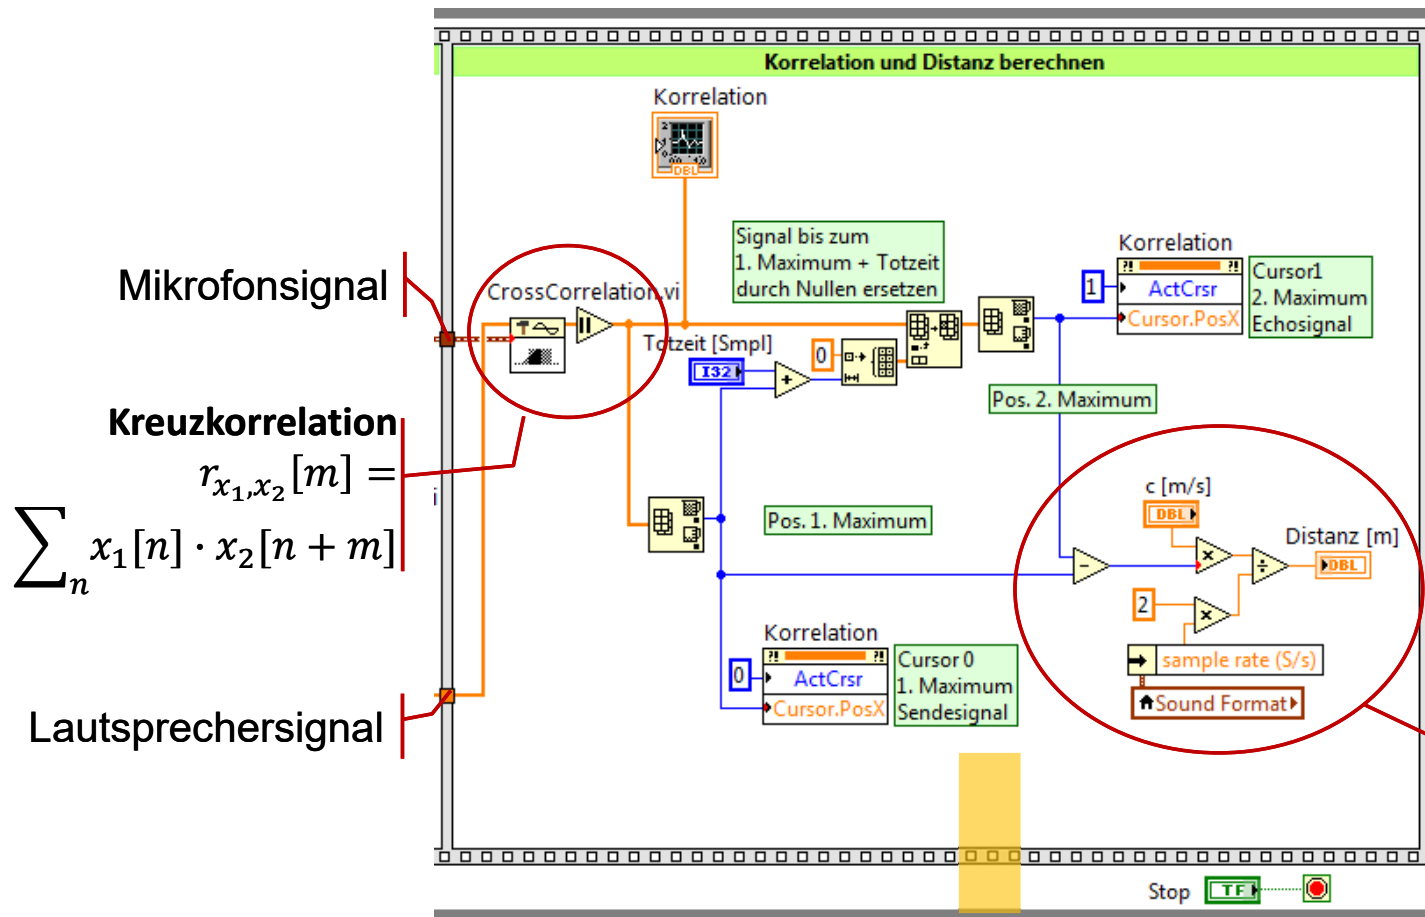 Korrelation und Distanz berechnen
Korrelation
DBL
Signal bis zum
1. Maximum + Totzeit
durch Nullen ersetzen
Korrelation
?! ?!
1
ActCrsr
Cursor.PosX
Cursor1
2. Maximum
Echosignal
Mikrofonsignal
CrossCorrelation.vi
Totzeit [Smpl]
I32
+
0
Pos. 2. Maximum
Kreuzkorrelation
r_{x_1,x_2}[m] =
∑_n x_1[n] · x_2[n + m]
Pos. 1. Maximum
c [m/s]
DBL
Distanz [m]
DBL
−
×
÷
2
×
sample rate (S/s)
Sound Format
Korrelation
?! ?!
0
ActCrsr
Cursor.PosX
Cursor 0
1. Maximum
Sendesignal
Lautsprechersignal
Stop
TF